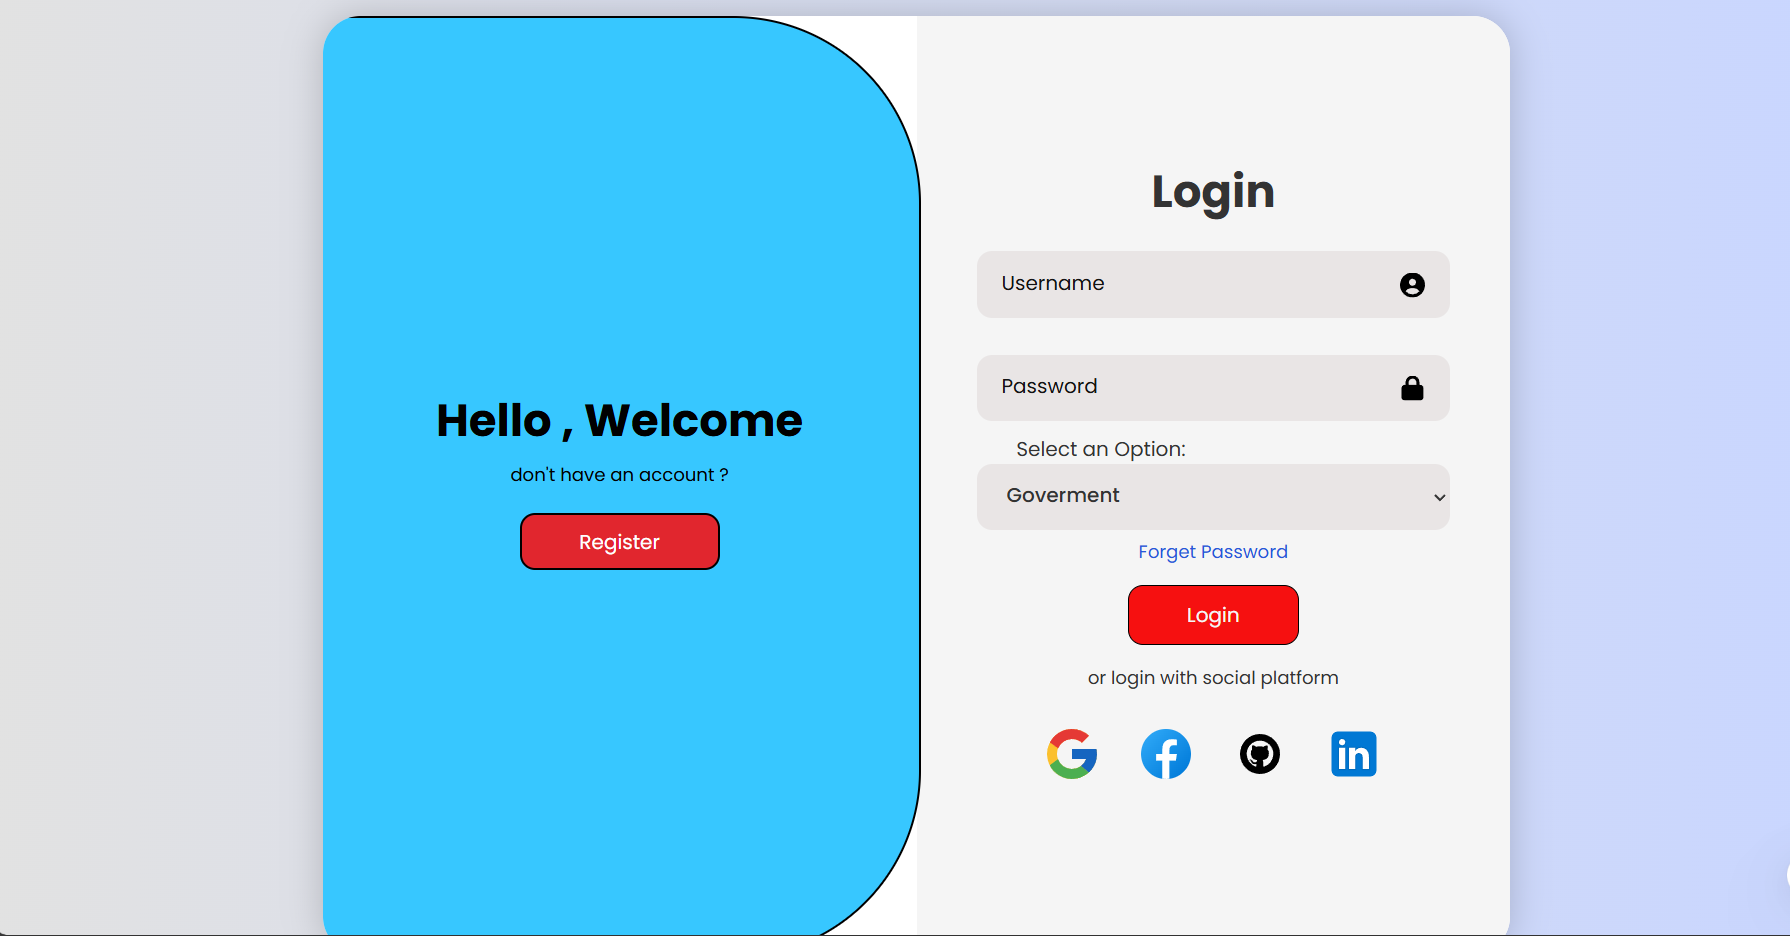 Hello , Welcome
don't have an account ?
Register
Login
Username
Password
Select an Option:
Goverment
Forget Password
Login
or login with social platform
in